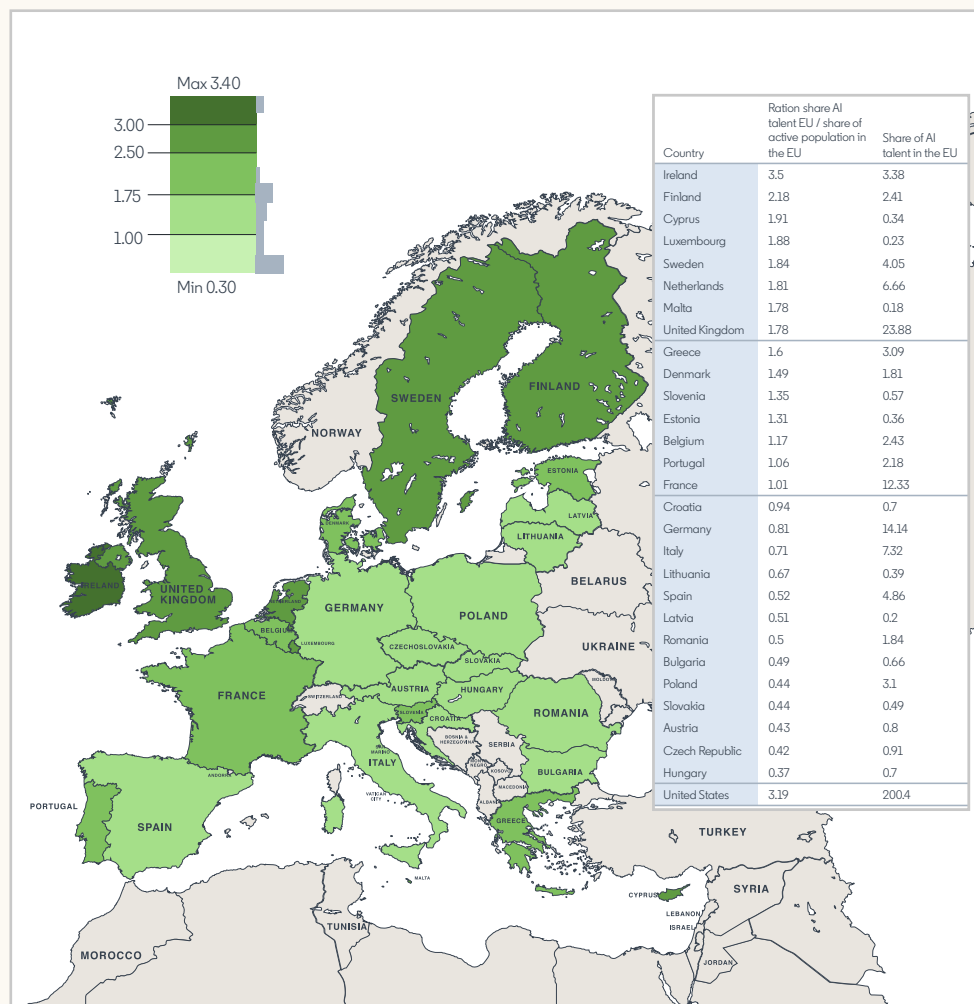 Max 3.40
3.00
2.50
1.75
1.00
Min 0.30
Country
Ration share AI
talent EU / share of
active population in
the EU
Share of AI
talent in the EU
Ireland 3.5 3.38
Finland 2.18 2.41
Cyprus 1.91 0.34
Luxembourg 1.88 0.23
Sweden 1.84 4.05
Netherlands 1.81 6.66
Malta 1.78 0.18
United Kingdom 1.78 23.88
Greece 1.6 3.09
Denmark 1.49 1.81
Slovenia 1.35 0.57
Estonia 1.31 0.36
Belgium 1.17 2.43
Portugal 1.06 2.18
France 1.01 12.33
Croatia 0.94 0.7
Germany 0.81 14.14
Italy 0.71 7.32
Lithuania 0.67 0.39
Spain 0.52 4.86
Latvia 0.51 0.2
Romania 0.5 1.84
Bulgaria 0.49 0.66
Poland 0.44 3.1
Slovakia 0.44 0.49
Austria 0.43 0.8
Czech Republic 0.42 0.91
Hungary 0.37 0.7
United States 3.19 200.4
FINLAND
SWEDEN
NORWAY
ESTONIA
LATVIA
DENMARK
LITHUANIA
BELARUS
IRELAND
UNITED
KINGDOM
GERMANY
POLAND
BELGIUM
LUXEMBOURG
CZECHOSLOVAKIA
UKRAINE
SLOVAKIA
MOLDOVA
FRANCE
SWITZERLAND
AUSTRIA
HUNGARY
SLOVENIA
CROATIA
ROMANIA
BOSNIA &
HERZEGOVINA
SERBIA
SAN
MARINO
ITALY
KOSOVO
BULGARIA
ANDORRA
MACEDONIA
VATICAN
CITY
ALBANIA
PORTUGAL
SPAIN
GREECE
TURKEY
MALTA
CYPRUS
SYRIA
LEBANON
ISRAEL
TUNISIA
MOROCCO
JORDAN